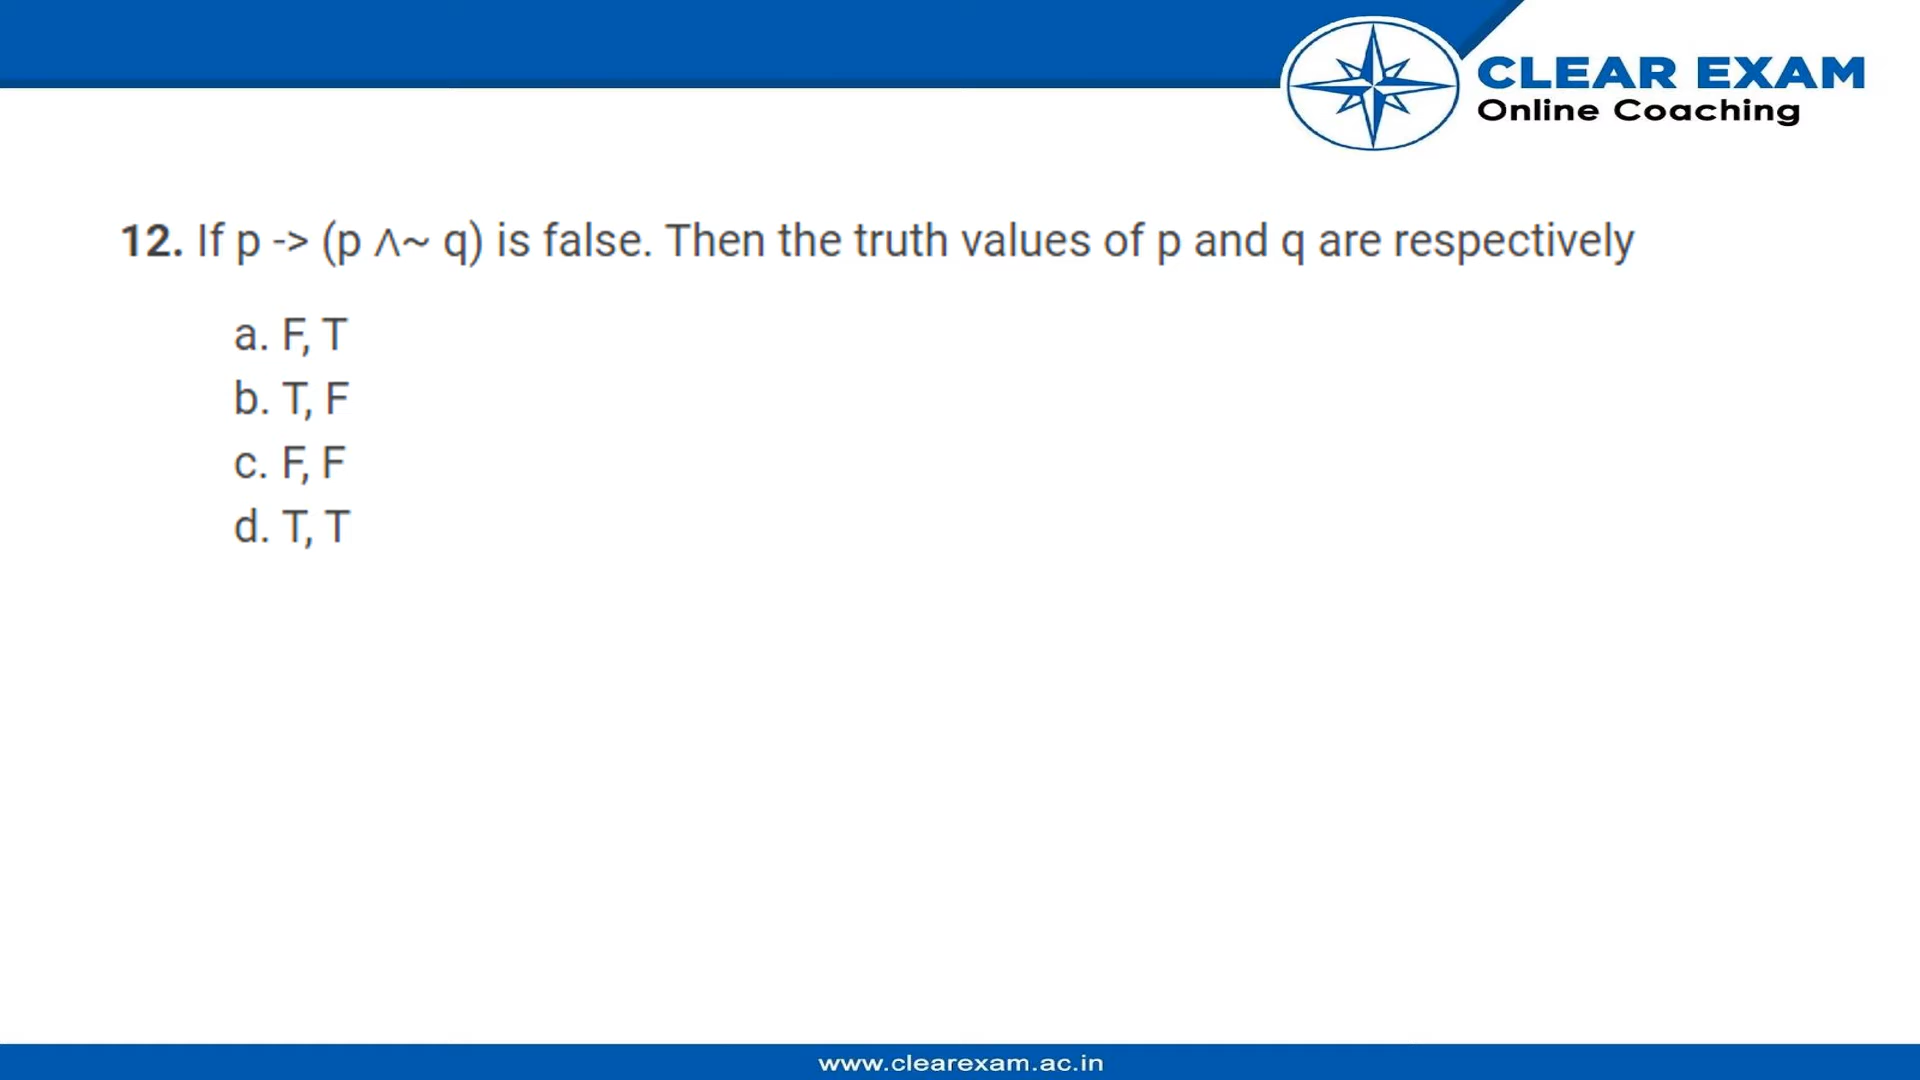 CLEAR EXAM
Online Coaching
12. If p -> (p ∧~ q) is false. Then the truth values of p and q are respectively
a. F, T
b. T, F
c. F, F
d. T, T
www.clearexam.ac.in